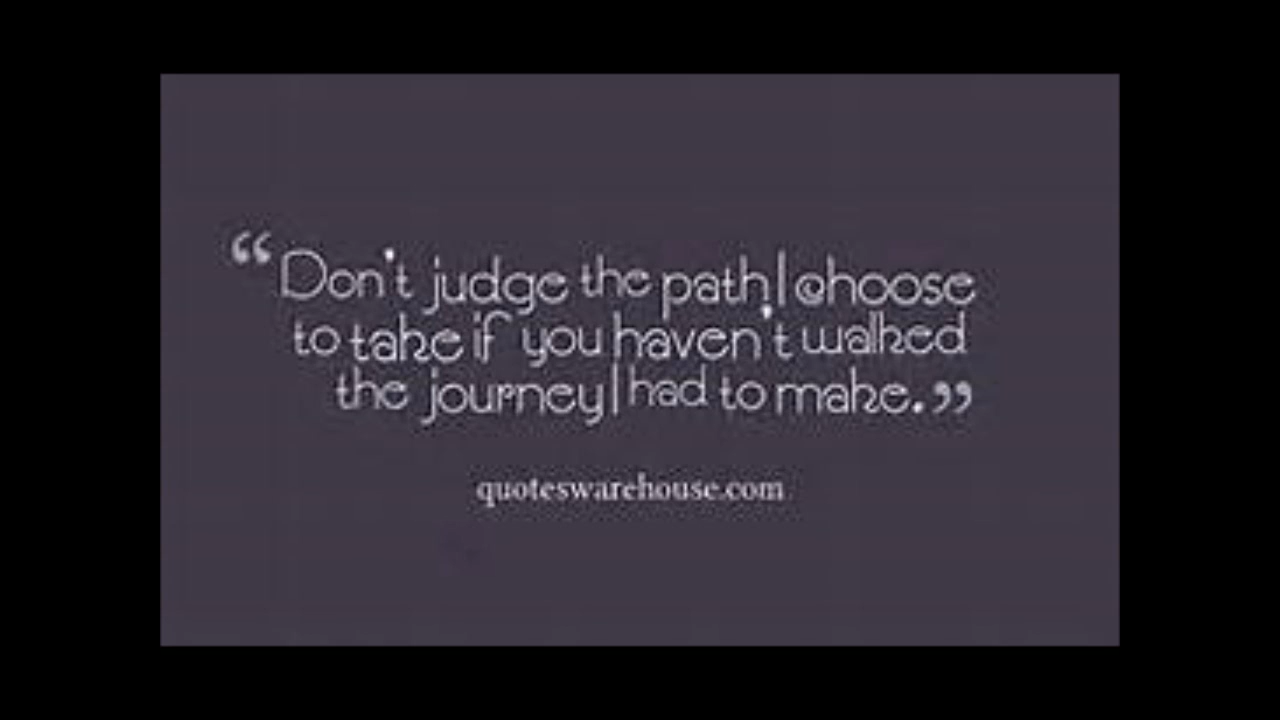 “Don't judge the path I choose
to take if you haven't walked
the journey I had to make.”
quoteswarehouse.com